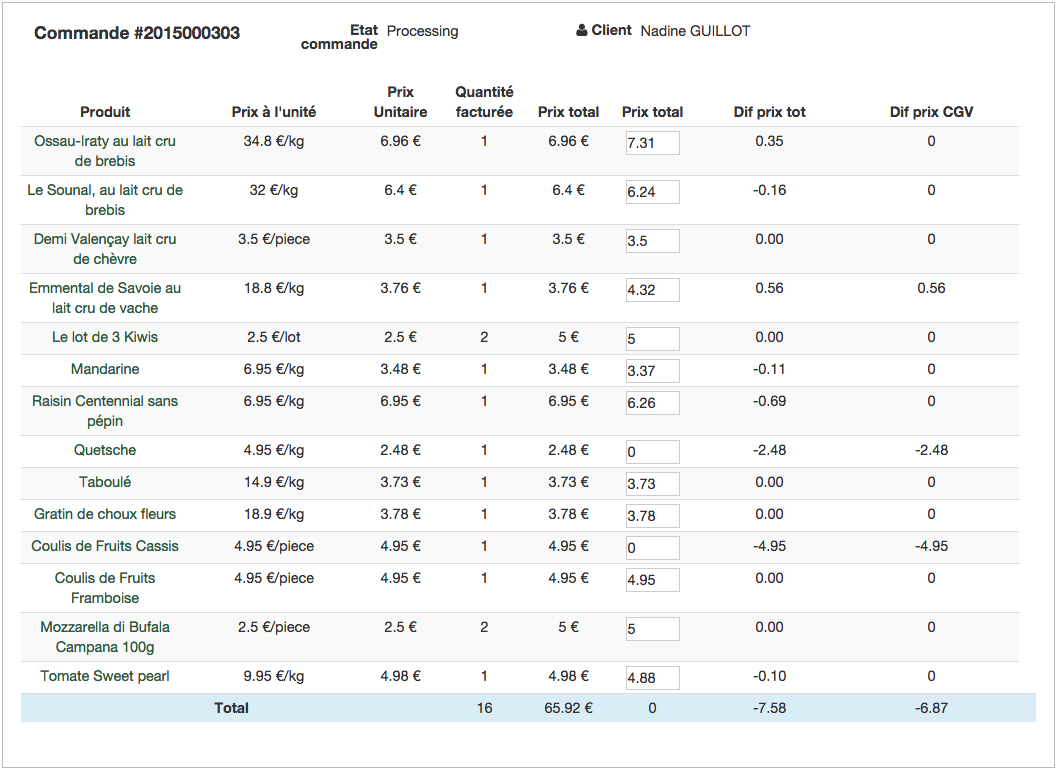 Commande #2015000303 Etat commande Processing Client Nadine GUILLOT
Produit Prix à l'unité Prix Unitaire Quantité facturée Prix total Prix total Dif prix tot Dif prix CGV
Ossau-Iraty au lait cru de brebis 34.8 €/kg 6.96 € 1 6.96 € 7.31 0.35 0
Le Sounal, au lait cru de brebis 32 €/kg 6.4 € 1 6.4 € 6.24 -0.16 0
Demi Valençay lait cru de chèvre 3.5 €/piece 3.5 € 1 3.5 € 3.5 0.00 0
Emmental de Savoie au lait cru de vache 18.8 €/kg 3.76 € 1 3.76 € 4.32 0.56 0.56
Le lot de 3 Kiwis 2.5 €/lot 2.5 € 2 5 € 5 0.00 0
Mandarine 6.95 €/kg 3.48 € 1 3.48 € 3.37 -0.11 0
Raisin Centennial sans pépin 6.95 €/kg 6.95 € 1 6.95 € 6.26 -0.69 0
Quetsche 4.95 €/kg 2.48 € 1 2.48 € 0 -2.48 -2.48
Taboulé 14.9 €/kg 3.73 € 1 3.73 € 3.73 0.00 0
Gratin de choux fleurs 18.9 €/kg 3.78 € 1 3.78 € 3.78 0.00 0
Coulis de Fruits Cassis 4.95 €/piece 4.95 € 1 4.95 € 0 -4.95 -4.95
Coulis de Fruits Framboise 4.95 €/piece 4.95 € 1 4.95 € 4.95 0.00 0
Mozzarella di Bufala Campana 100g 2.5 €/piece 2.5 € 2 5 € 5 0.00 0
Tomate Sweet pearl 9.95 €/kg 4.98 € 1 4.98 € 4.88 -0.10 0
Total 16 65.92 € 0 -7.58 -6.87